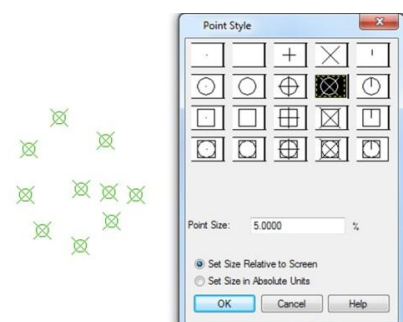 Point Style
Point Size: 5.0000 %
Set Size Relative to Screen
Set Size in Absolute Units
OK Cancel Help